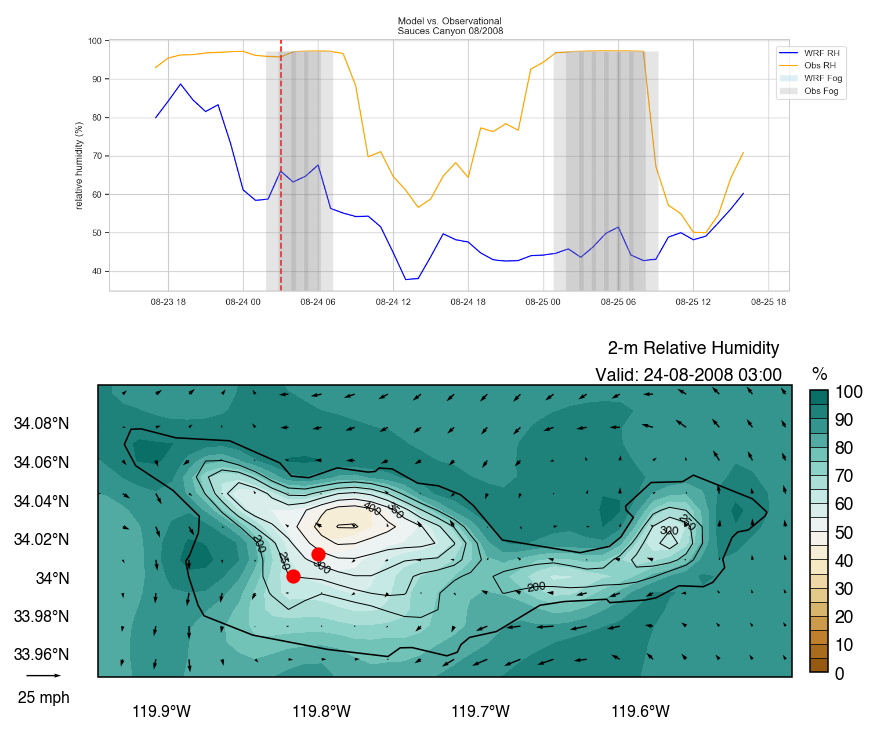 Model vs. Observational
Sauces Canyon 08/2008
relative humidity (%)
100
90
80
70
60
50
40
WRF RH
Obs RH
WRF Fog
Obs Fog
08-23 18
08-24 00
08-24 06
08-24 12
08-24 18
08-25 00
08-25 06
08-25 12
08-25 18
2-m Relative Humidity
Valid: 24-08-2008 03:00
%
34.08°N
34.06°N
34.04°N
34.02°N
34°N
33.98°N
33.96°N
25 mph
400
350
300
250
200
250
300
200
119.9°W
119.8°W
119.7°W
119.6°W
100
90
80
70
60
50
40
30
20
10
0